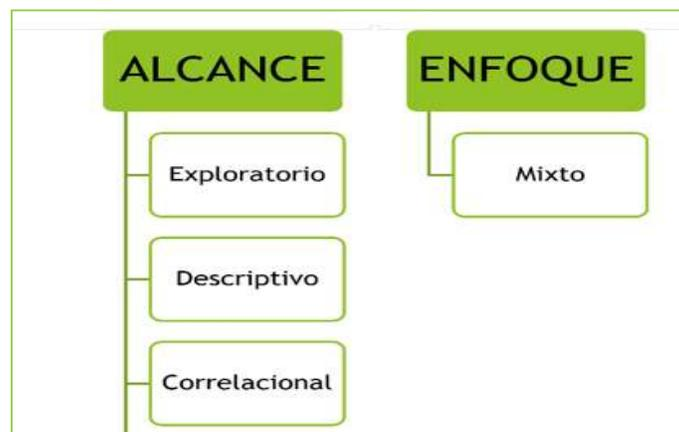 ALCANCE
Exploratorio
Descriptivo
Correlacional
ENFOQUE
Mixto